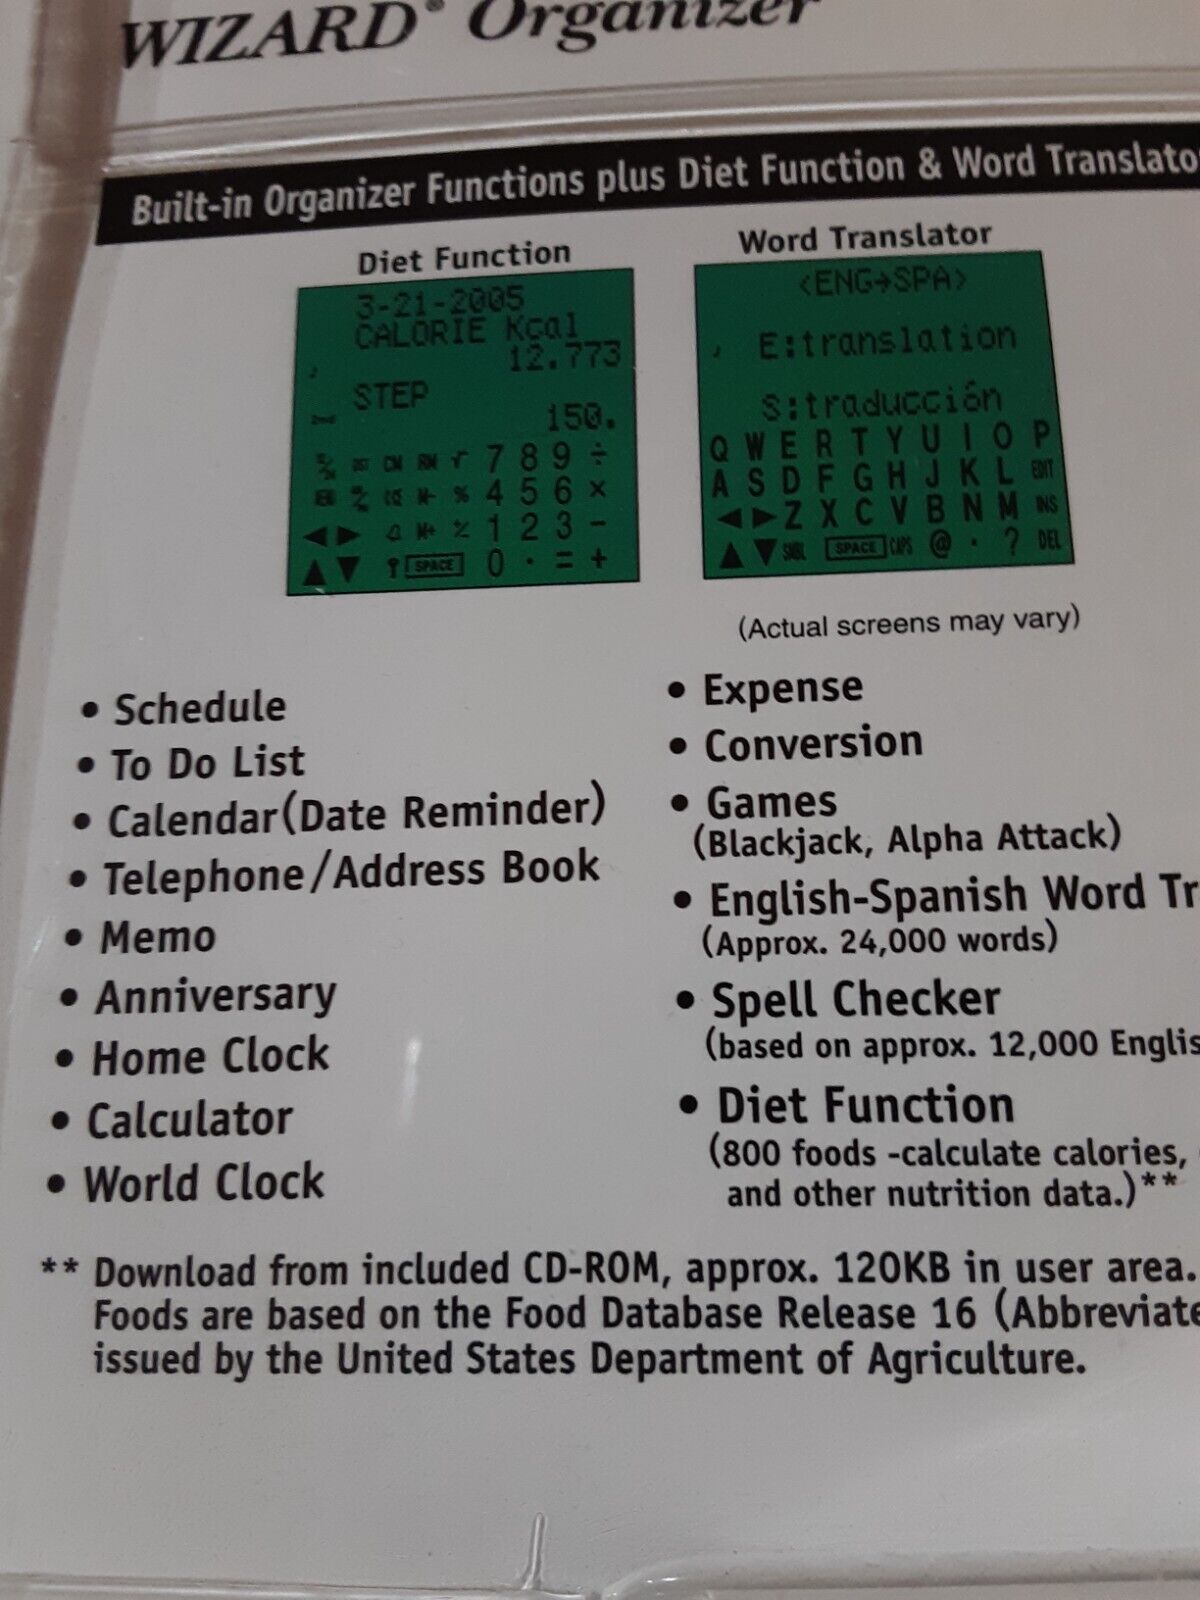 WIZARD® Organizer
Built-in Organizer Functions plus Diet Function & Word Translato
Diet Function
3-21-2005
CALORIE Kcal
12.773
STEP
150.
CM RM √ 7 8 9 ÷
M- % 4 5 6 ×
M+ 1 2 3 −
SPACE 0 · = +
Word Translator
<ENG→SPA>
E:translation
S:traducción
Q W E R T Y U I O P
A S D F G H J K L EDIT
Z X C V B N M INS
SMBL SPACE CAPS @ · ? DEL
(Actual screens may vary)
• Schedule
• To Do List
• Calendar(Date Reminder)
• Telephone/Address Book
• Memo
• Anniversary
• Home Clock
• Calculator
• World Clock
• Expense
• Conversion
• Games
(Blackjack, Alpha Attack)
• English-Spanish Word Tr
(Approx. 24,000 words)
• Spell Checker
(based on approx. 12,000 Englis
• Diet Function
(800 foods -calculate calories,
and other nutrition data.)**
** Download from included CD-ROM, approx. 120KB in user area.
Foods are based on the Food Database Release 16 (Abbreviate
issued by the United States Department of Agriculture.